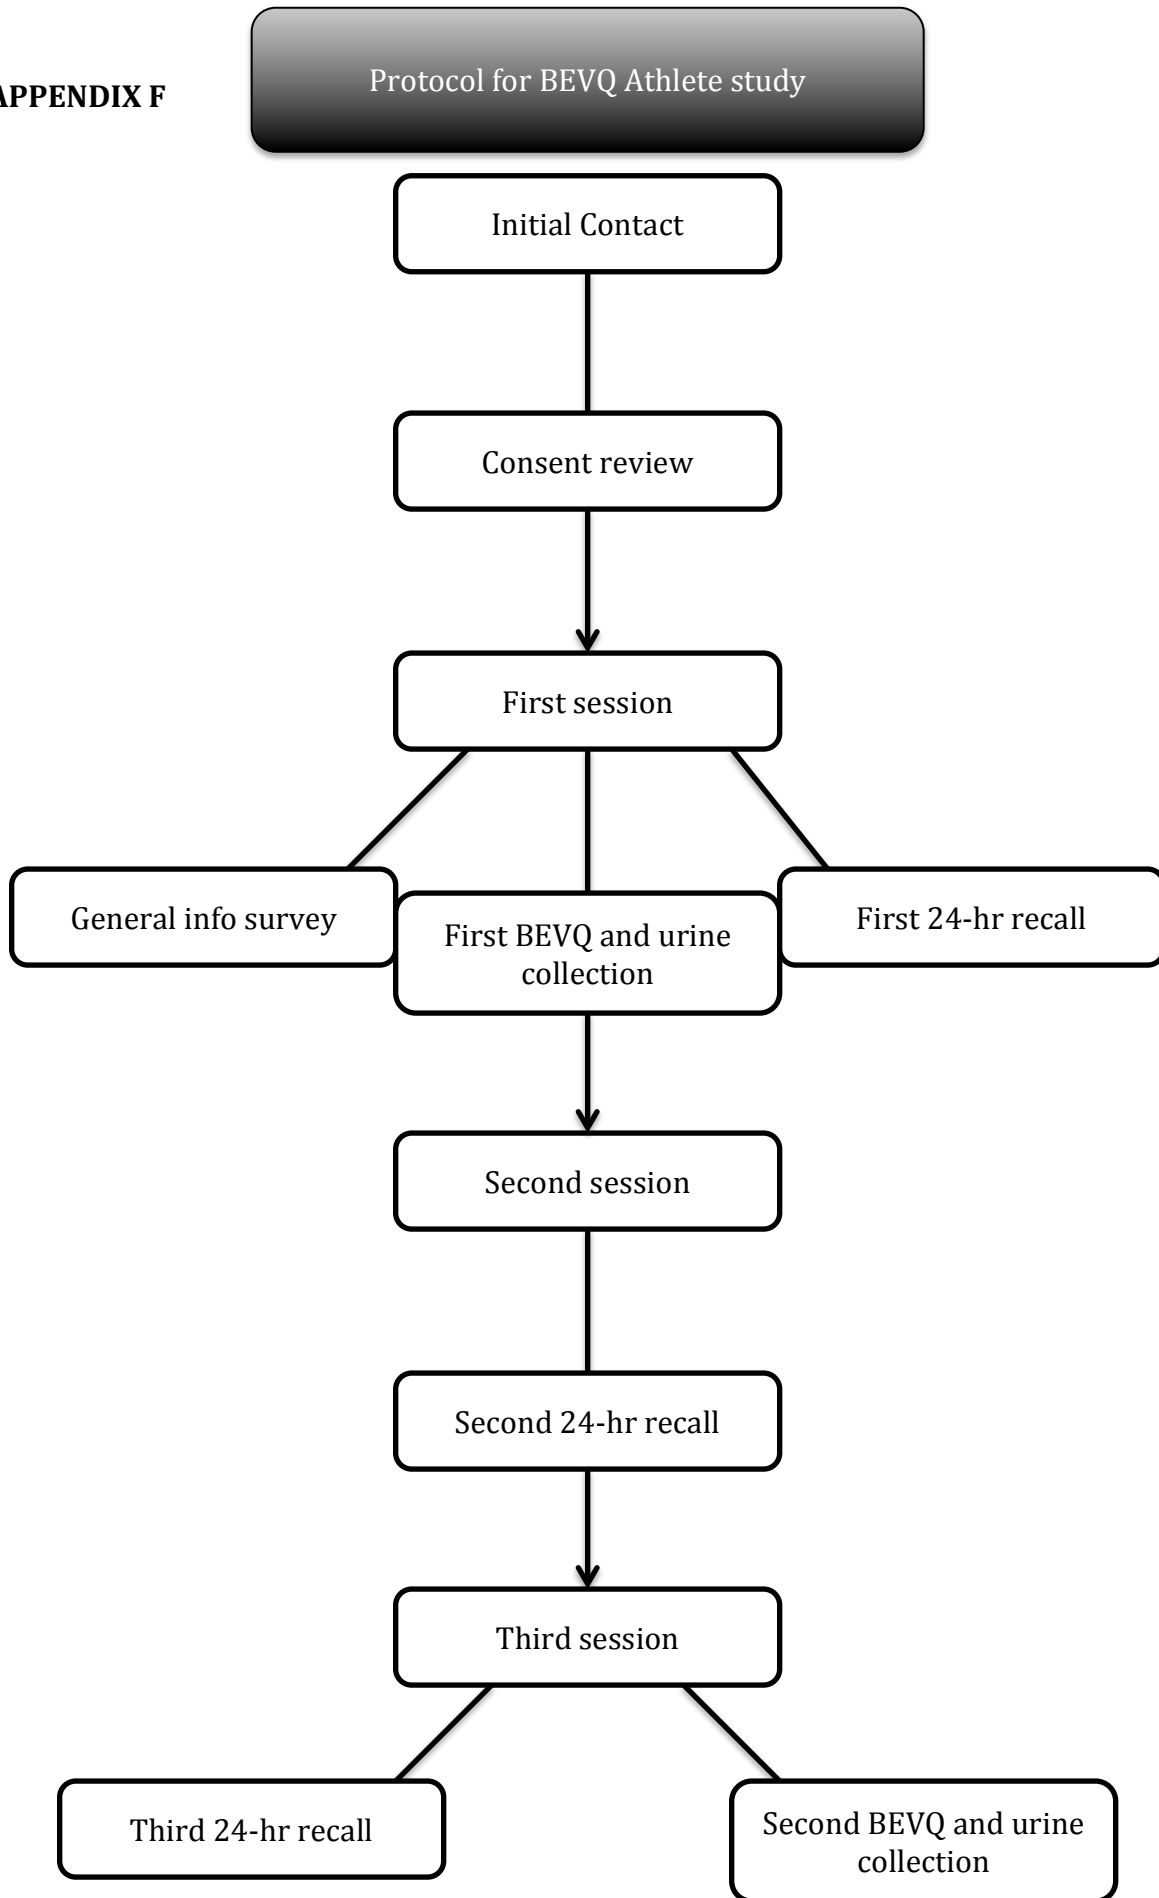 APPENDIX F
Protocol for BEVQ Athlete study
Initial Contact
Consent review
First session
General info survey
First BEVQ and urine
collection
First 24-hr recall
Second session
Second 24-hr recall
Third session
Third 24-hr recall
Second BEVQ and urine
collection